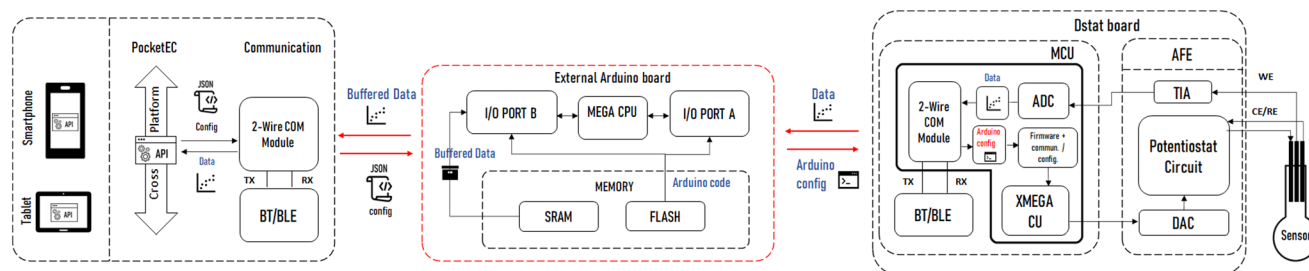 Smartphone
API
Tablet
API
PocketEC
Communication
Platform
Cross
API
JSON
Config
Data
2-Wire COM
Module
TX
RX
BT/BLE
Buffered Data
JSON
config
External Arduino board
I/O PORT B
MEGA CPU
I/O PORT A
Buffered Data
MEMORY
Arduino code
SRAM
FLASH
Data
Arduino
config
Dstat board
MCU
2-Wire
COM
Module
Data
ADC
Arduino
config
Firmware +
commun. /
config.
TX
RX
BT/BLE
XMEGA
CU
AFE
TIA
Potentiostat
Circuit
DAC
WE
CE/RE
Sensor